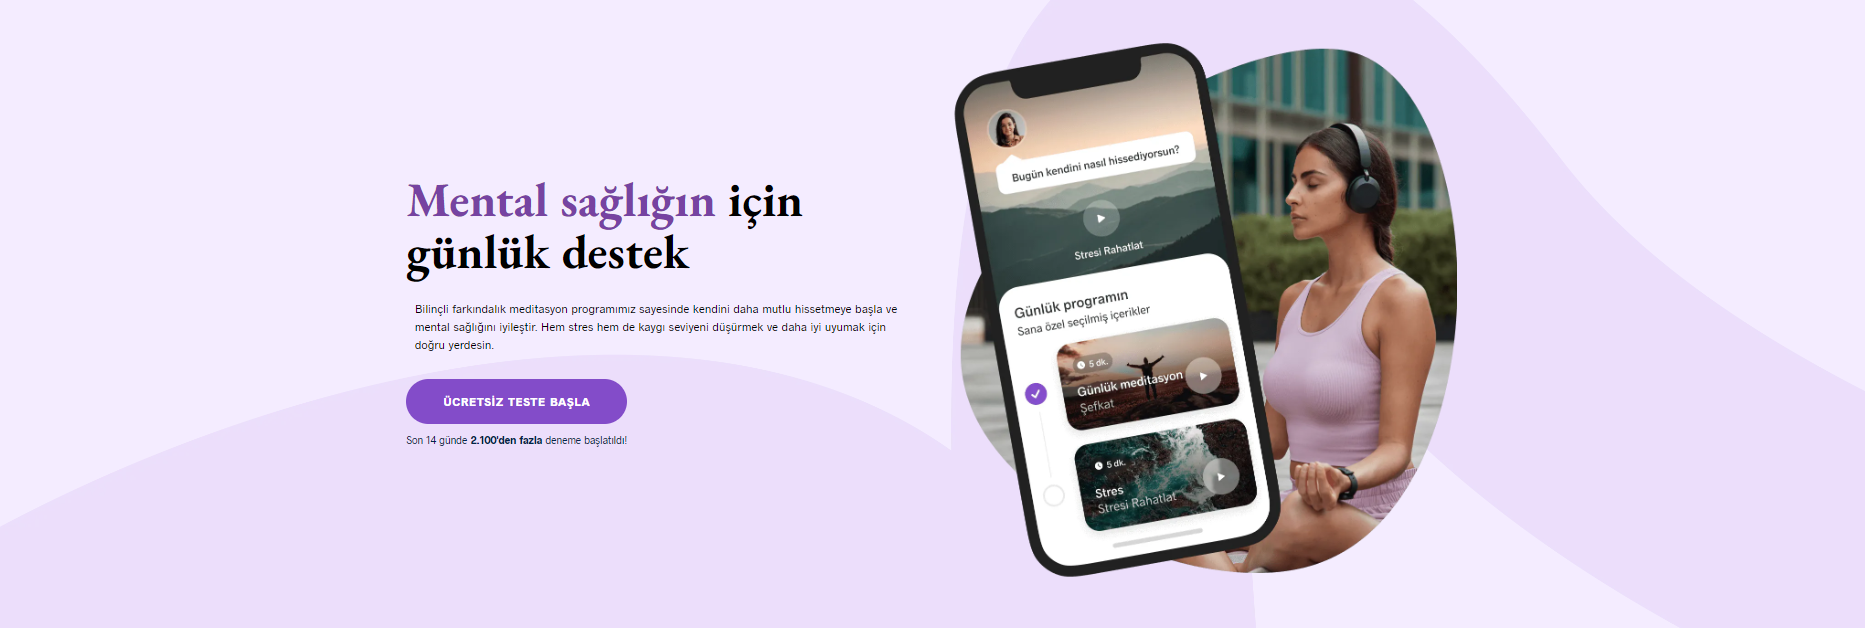 Mental sağlığın için
günlük destek
Bilinçli farkındalık meditasyon programımız sayesinde kendini daha mutlu hissetmeye başla ve
mental sağlığını iyileştir. Hem stres hem de kaygı seviyeni düşürmek ve daha iyi uyumak için
doğru yerdesin.
ÜCRETSİZ TESTE BAŞLA
Son 14 günde 2.100'den fazla deneme başlatıldı!
Bugün kendini nasıl hissediyorsun?
Stresi Rahatlat
Günlük programın
Sana özel seçilmiş içerikler
5 dk.
Günlük meditasyon
Şefkat
5 dk.
Stres
Stresi Rahatlat